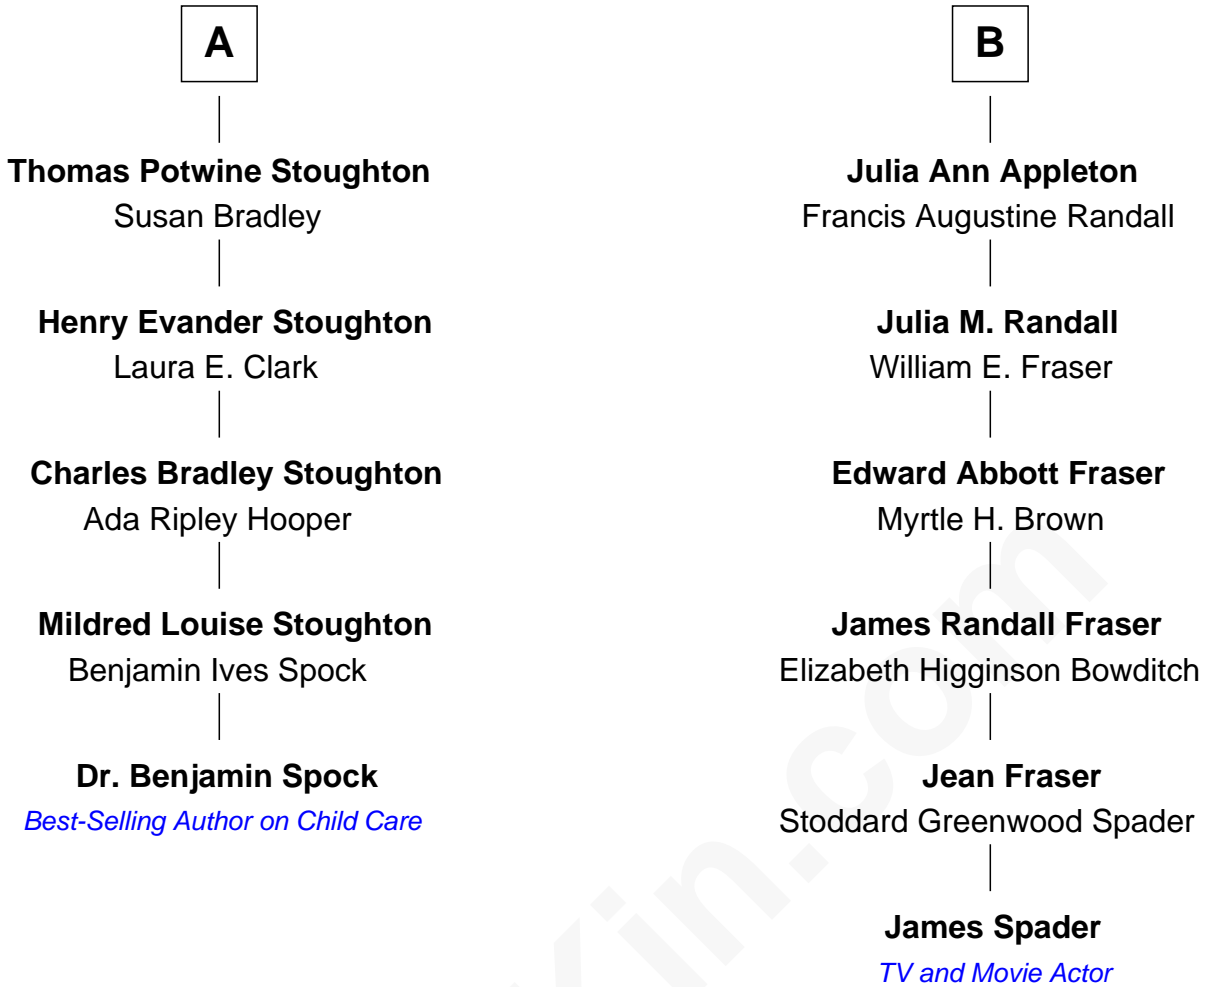 A
Thomas Potwine Stoughton
Susan Bradley
Henry Evander Stoughton
Laura E. Clark
Charles Bradley Stoughton
Ada Ripley Hooper
Mildred Louise Stoughton
Benjamin Ives Spock
Dr. Benjamin Spock
Best-Selling Author on Child Care
B
Julia Ann Appleton
Francis Augustine Randall
Julia M. Randall
William E. Fraser
Edward Abbott Fraser
Myrtle H. Brown
James Randall Fraser
Elizabeth Higginson Bowditch
Jean Fraser
Stoddard Greenwood Spader
James Spader
TV and Movie Actor